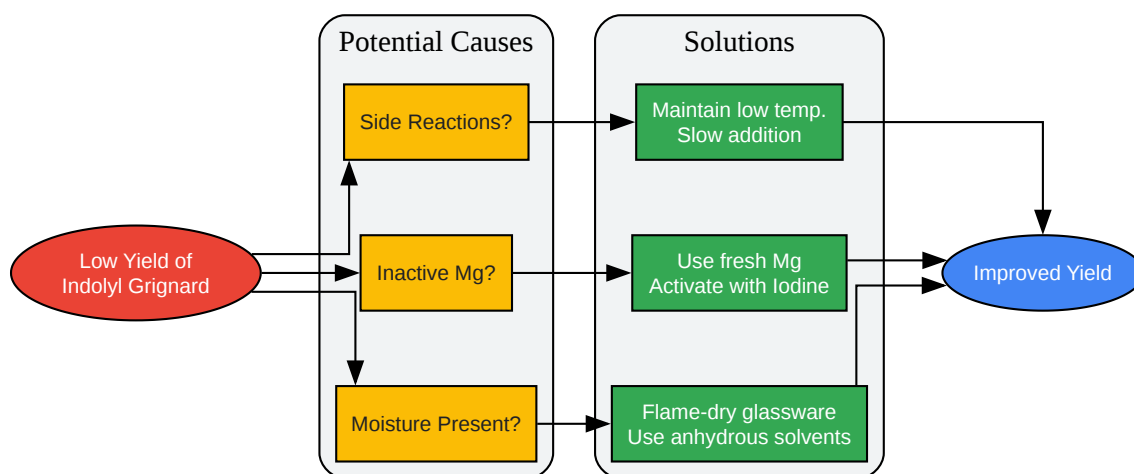 Potential Causes
Solutions
Side Reactions?
Maintain low temp.
Slow addition
Low Yield of
Indolyl Grignard
Inactive Mg?
Use fresh Mg
Activate with Iodine
Improved Yield
Moisture Present?
Flame-dry glassware
Use anhydrous solvents